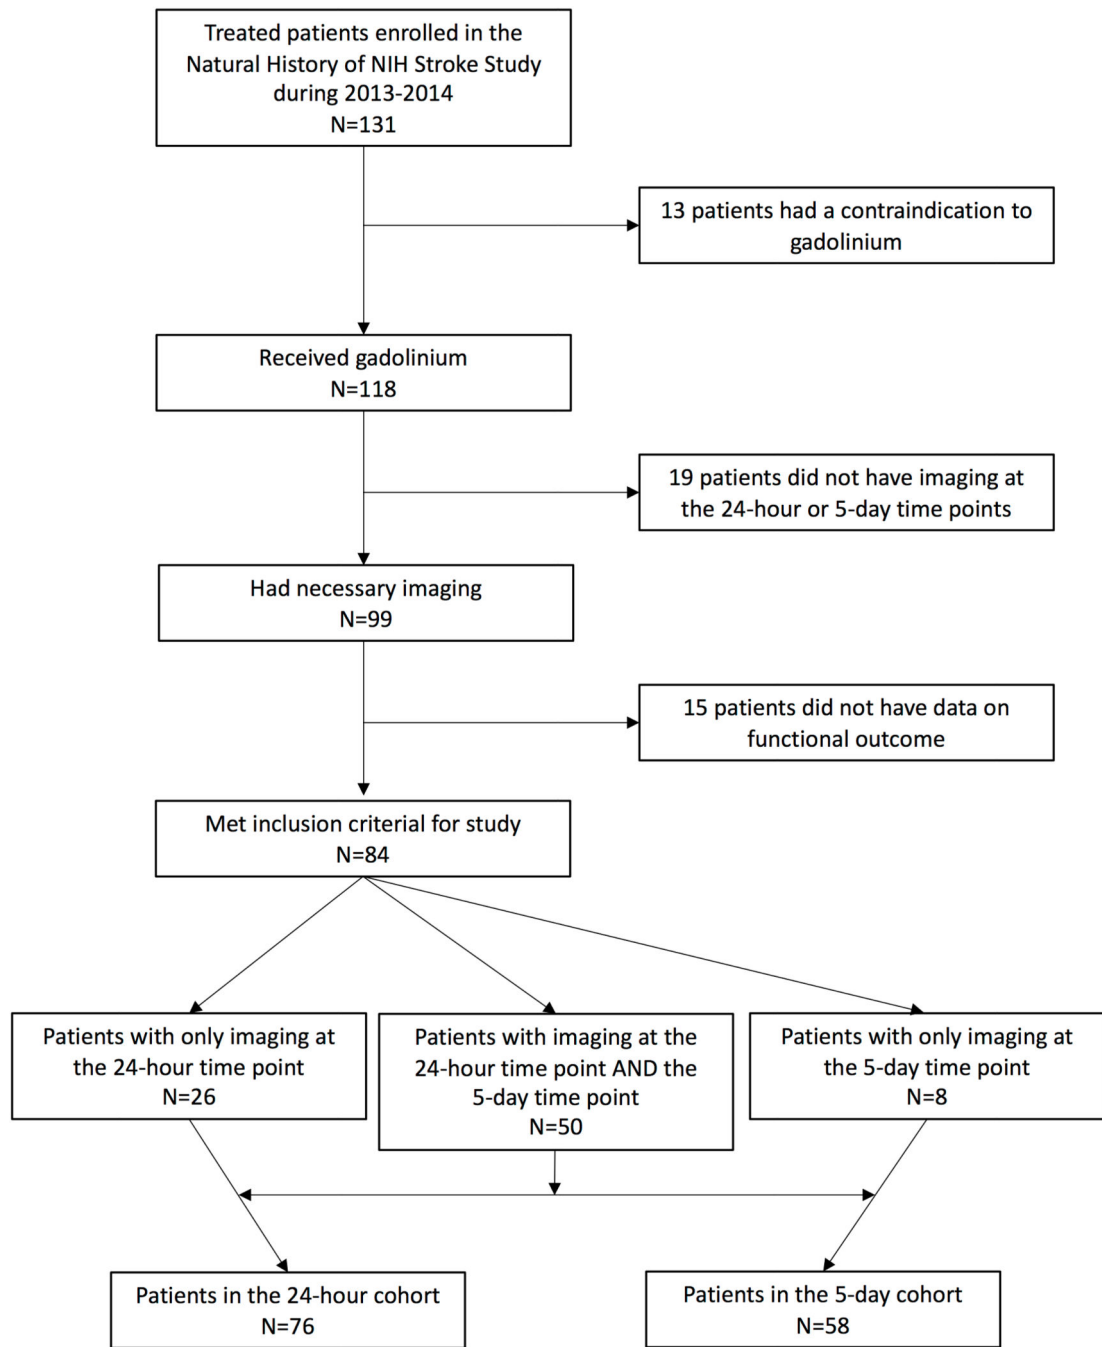 Treated patients enrolled in the
Natural History of NIH Stroke Study
during 2013-2014
N=131
13 patients had a contraindication to
gadolinium
Received gadolinium
N=118
19 patients did not have imaging at
the 24-hour or 5-day time points
Had necessary imaging
N=99
15 patients did not have data on
functional outcome
Met inclusion criterial for study
N=84
Patients with only imaging at
the 24-hour time point
N=26
Patients with imaging at the
24-hour time point AND the
5-day time point
N=50
Patients with only imaging at
the 5-day time point
N=8
Patients in the 24-hour cohort
N=76
Patients in the 5-day cohort
N=58